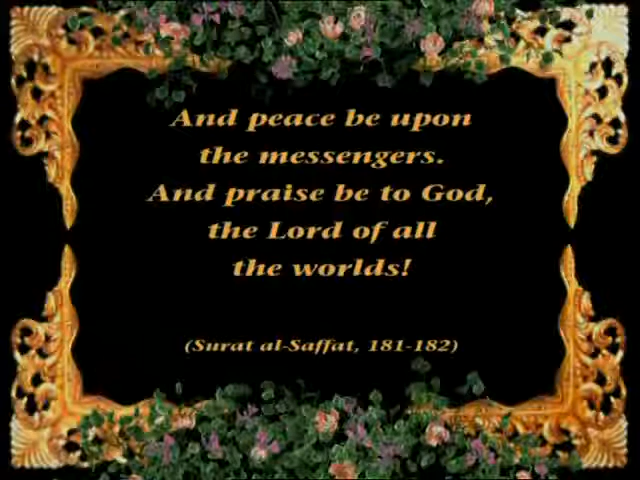 And peace be upon
the messengers.
And praise be to God,
the Lord of all
the worlds!
(Surat al-Saffat, 181-182)